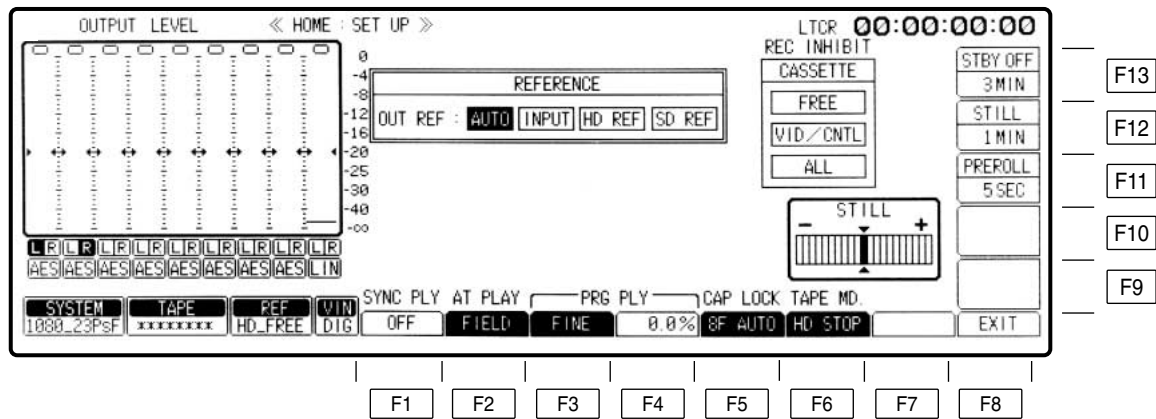 OUTPUT LEVEL ≪ HOME : SET UP ≫ LTCR 00:00:00:00
REC INHIBIT
0
-4
-8
-12
-16
-20
-25
-30
-40
-∞
REFERENCE
OUT REF : AUTO INPUT HD REF SD REF
CASSETTE
FREE
VID/CNTL
ALL
STILL
- +
STBY OFF
3MIN
STILL
1MIN
PREROLL
5SEC
F13
F12
F11
F10
F9
L R L R L R L R L R L R L R L R L R
AES AES AES AES AES AES AES AES LIN
SYSTEM TAPE REF VIN
1080_23PsF ******** HD_FREE DIG
SYNC PLY AT PLAY PRG PLY CAP LOCK TAPE MD.
OFF FIELD FINE 0.0% 8F AUTO HD STOP EXIT
F1 F2 F3 F4 F5 F6 F7 F8